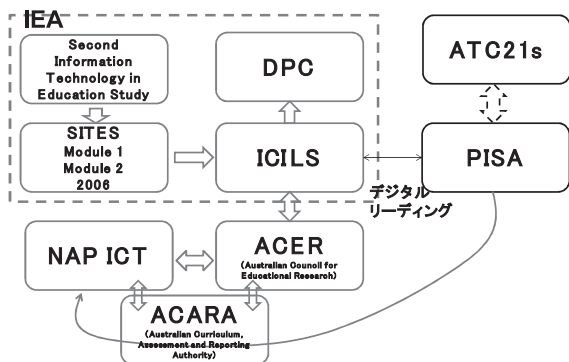 IEA
Second
Information
Technology in
Education Study
DPC
ATC21s
SITES
Module 1
Module 2
2006
ICILS
PISA
デジタル
リーディング
NAP ICT
ACER
(Australian Council for
Educational Research)
ACARA
(Australian Curriculum,
Assessment and Reporting
Authority)